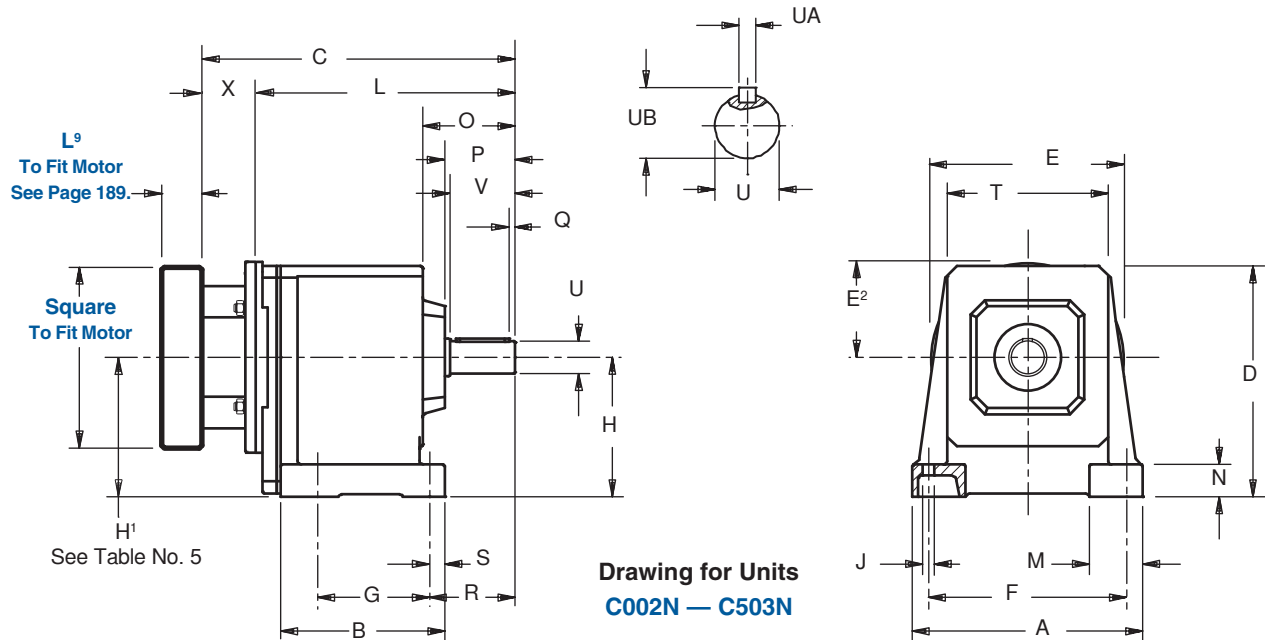 UA
C
X
L
O
UB
P
V
Q
U
L⁹
To Fit Motor
See Page 189.
E
T
U
E²
Square
To Fit Motor
D
H
N
H¹
See Table No. 5
S
G
R
B
Drawing for Units
C002N — C503N
J
M
F
A